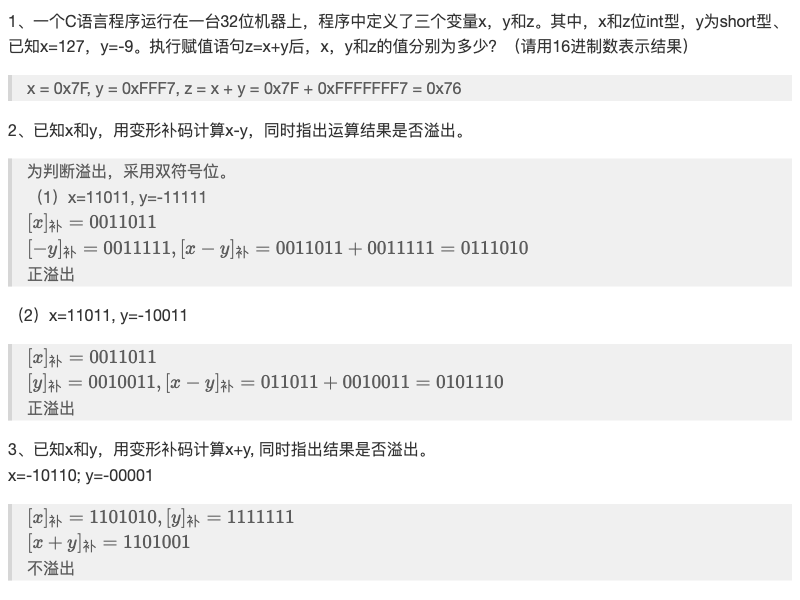 1、一个C语言程序运行在一台32位机器上，程序中定义了三个变量x，y和z。其中，x和z位int型，y为short型、
已知x=127，y=-9。执行赋值语句z=x+y后，x，y和z的值分别为多少？（请用16进制数表示结果）
x = 0x7F, y = 0xFFF7, z = x + y = 0x7F + 0xFFFFFFF7 = 0x76
2、已知x和y，用变形补码计算x-y，同时指出运算结果是否溢出。
为判断溢出，采用双符号位。
（1）x=11011, y=-11111
[x]补 = 0011011
[−y]补 = 0011111, [x − y]补 = 0011011 + 0011111 = 0111010
正溢出
（2）x=11011, y=-10011
[x]补 = 0011011
[y]补 = 0010011, [x − y]补 = 011011 + 0010011 = 0101110
正溢出
3、已知x和y，用变形补码计算x+y, 同时指出结果是否溢出。
x=-10110; y=-00001
[x]补 = 1101010, [y]补 = 1111111
[x + y]补 = 1101001
不溢出